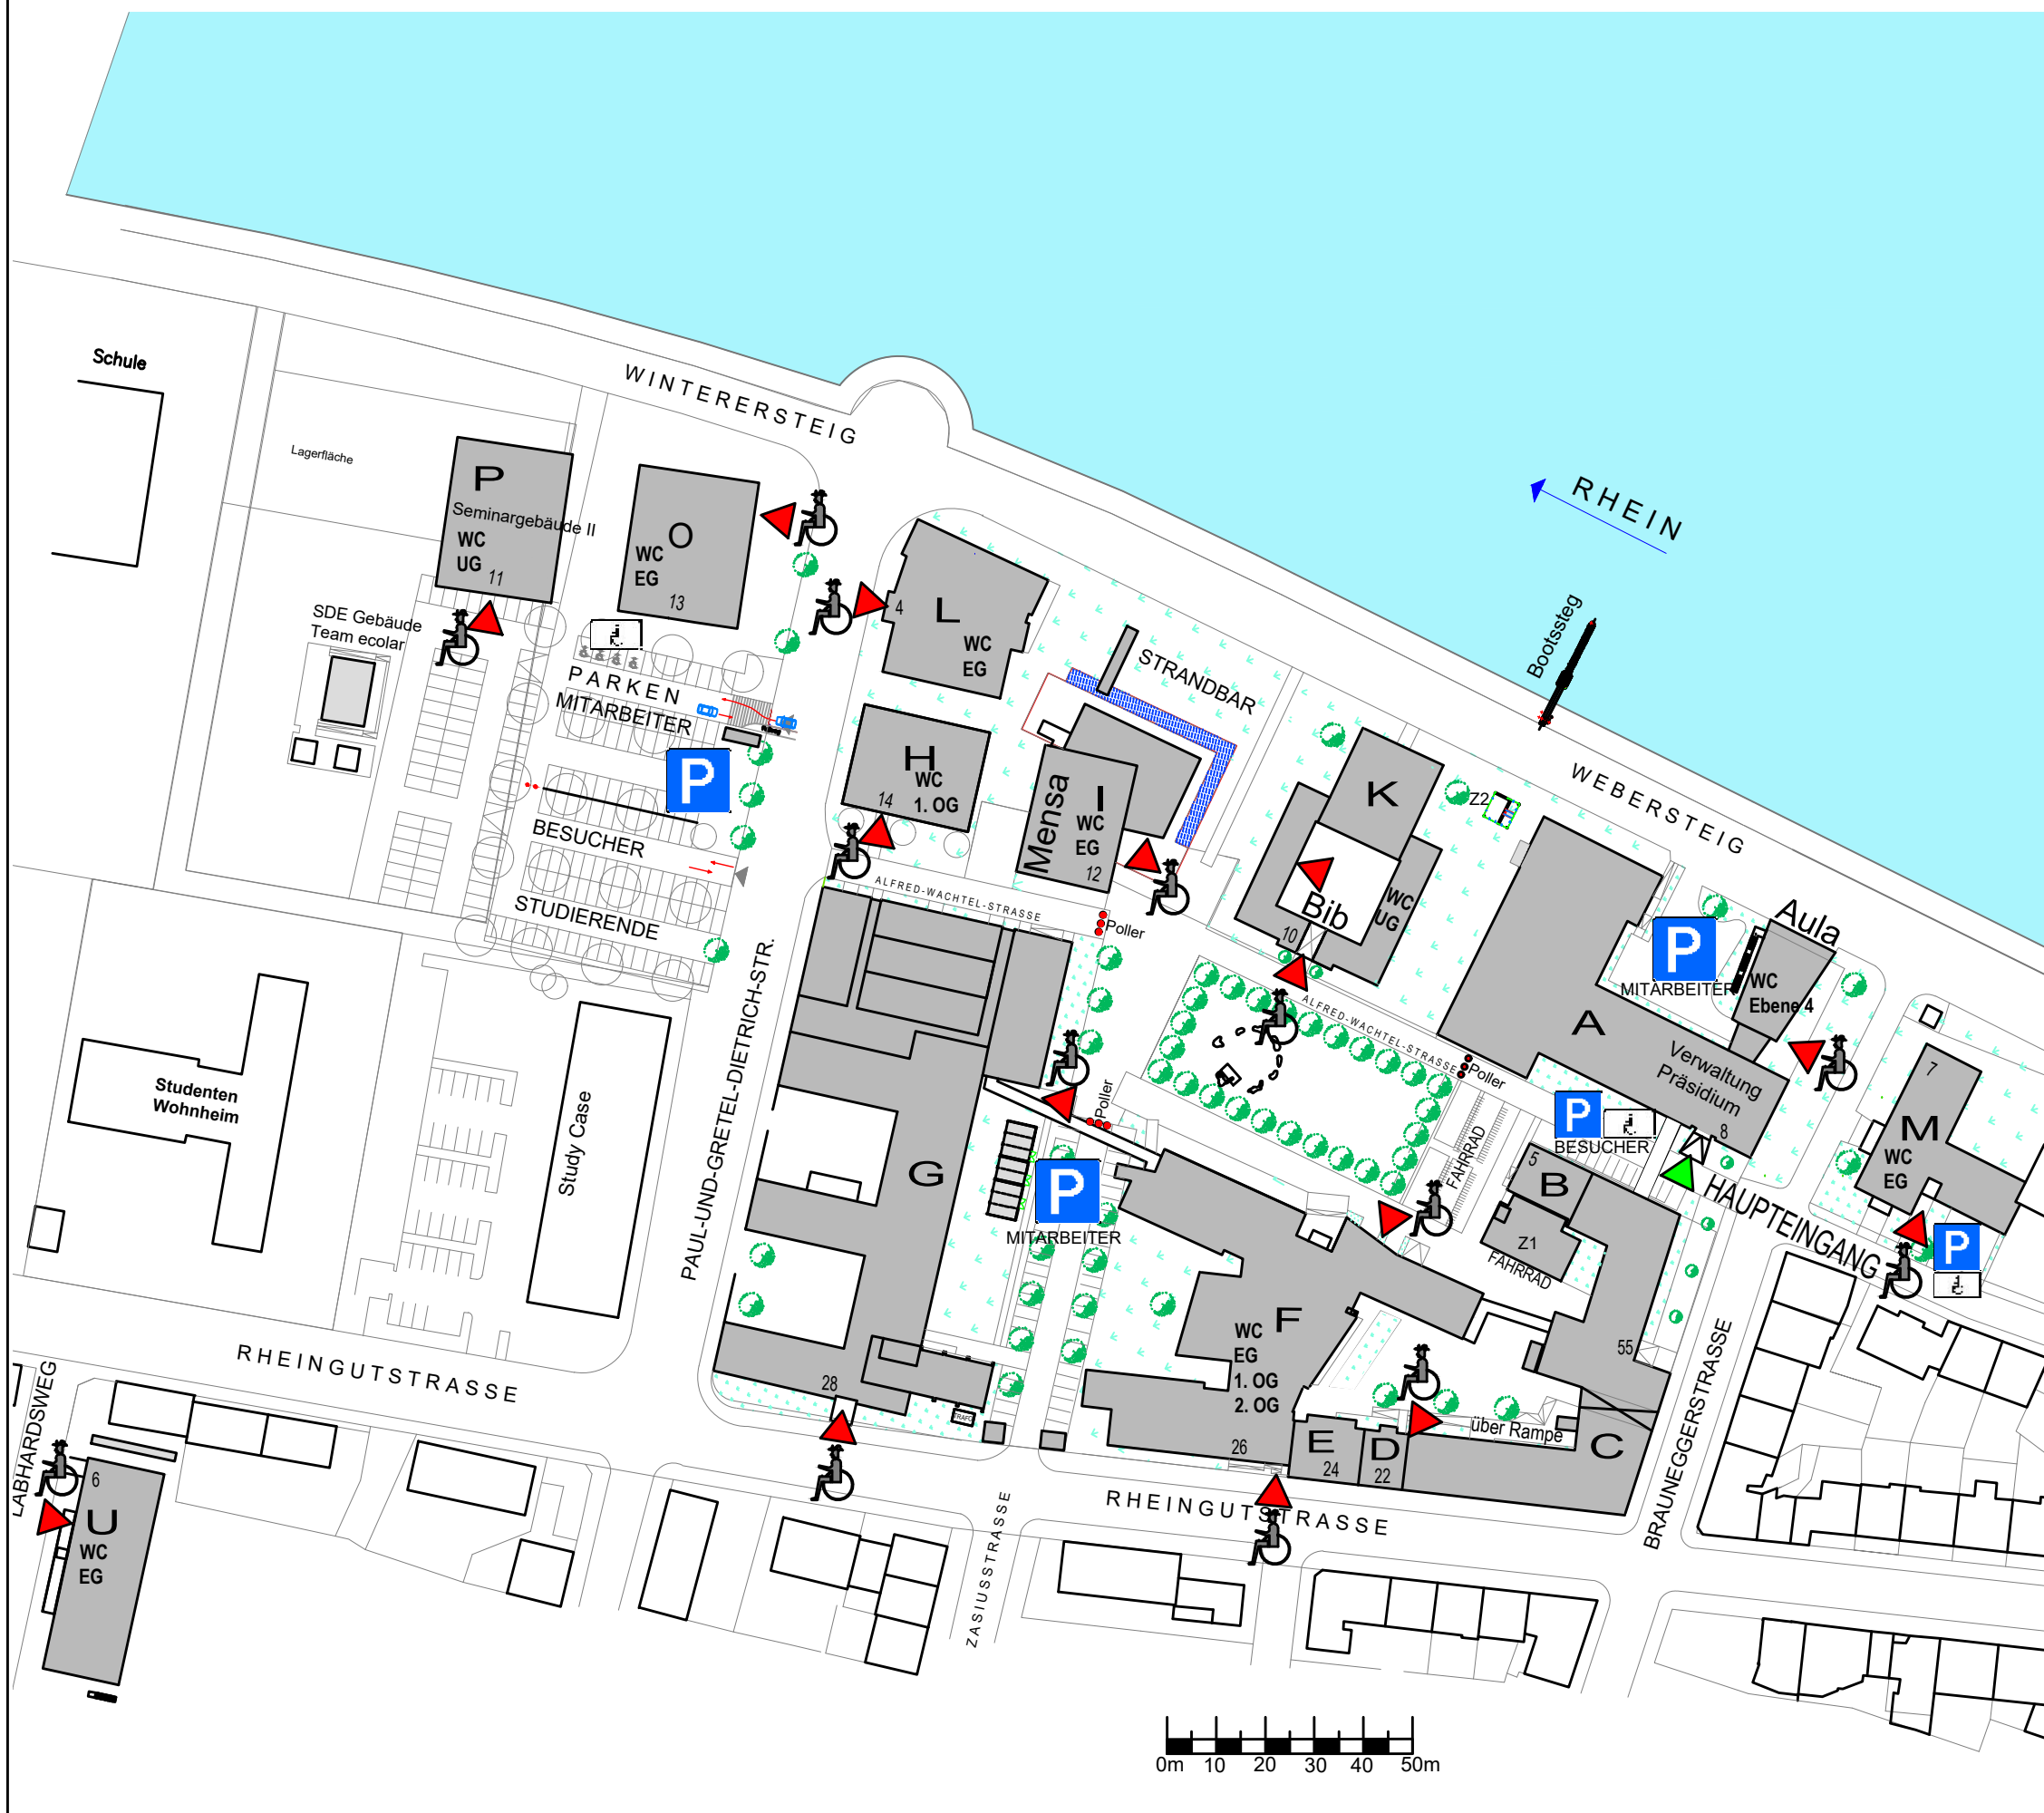 Schule
Lagerfläche
WINTERERSTEIG
RHEIN
Bootssteg
WEBERSTEIG
P
Seminargebäude II
WC
UG
11
O
WC
EG
13
4
L
WC
EG
SDE Gebäude
Team ecolar
PARKEN
MITARBEITER
P
BESUCHER
STUDIERENDE
STRANDBAR
H
WC
1. OG
14
Mensa
I
WC
EG
12
K
Bib
WC
UG
10
Z2
ALFRED-WACHTEL-STRASSE
Poller
ALFRED-WACHTEL-STRASSE
Poller
Poller
P
MITARBEITER
Aula
WC
Ebene 4
A
Verwaltung
Präsidium
8
P
BESUCHER
HAUPTEINGANG
7
M
WC
EG
P
PAUL-UND-GRETEL-DIETRICH-STR.
Studenten
Wohnheim
Study Case
G
28
TRAFO
P
MITARBEITER
FAHRRAD
5
B
Z1
FAHRRAD
F
WC
EG
1. OG
2. OG
26
E
24
D
22
über Rampe
C
55
BRAUNEGGERSTRASSE
RHEINGUTSTRASSE
RHEINGUTSTRASSE
ZASIUSSTRASSE
LABHARDSWEG
6
U
WC
EG
0m 10 20 30 40 50m